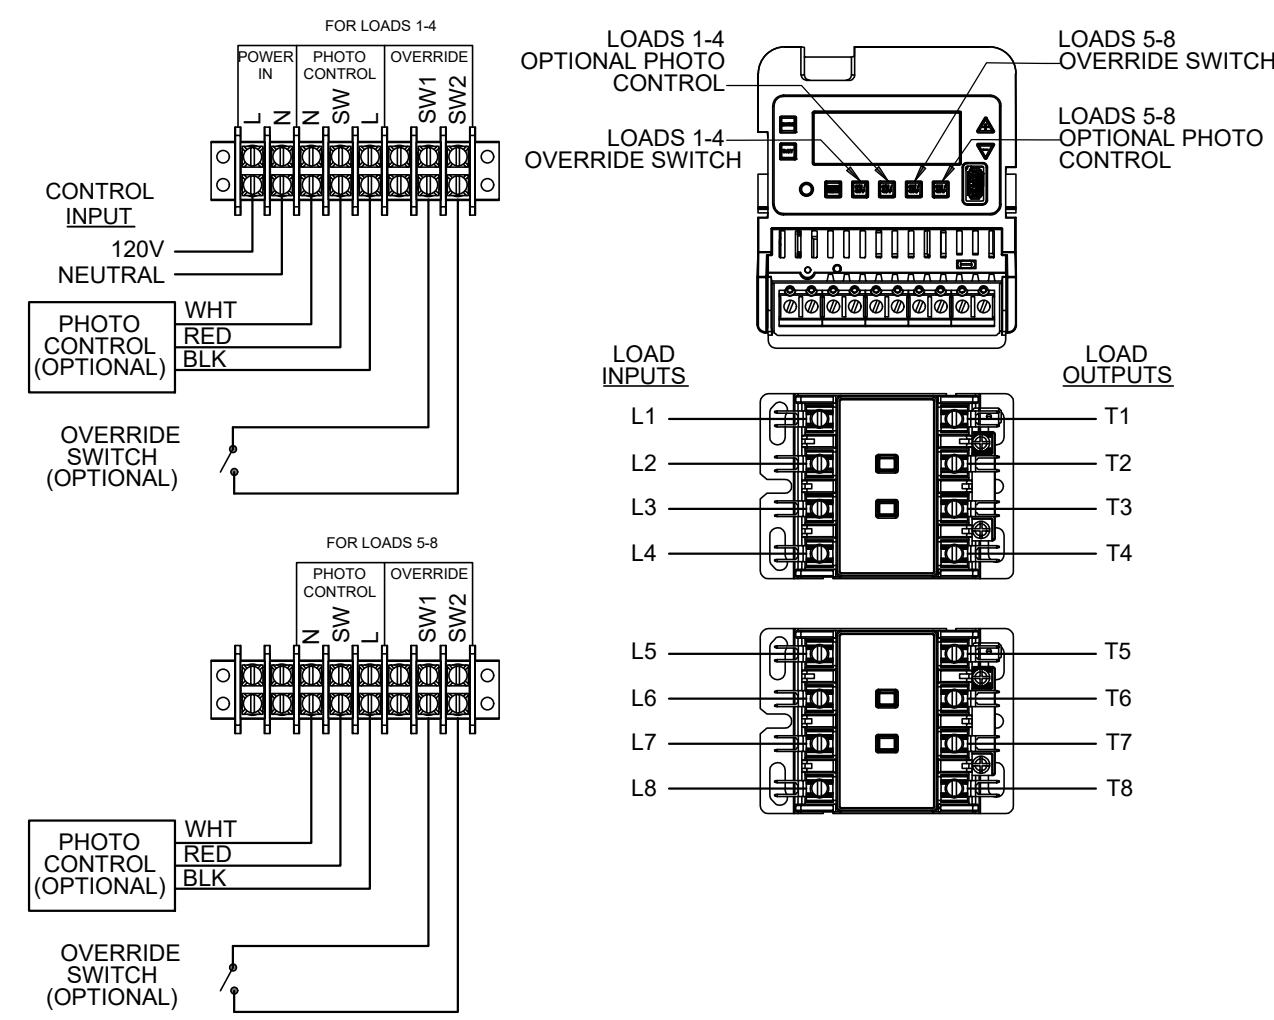 FOR LOADS 1-4
POWER
IN
PHOTO
CONTROL
OVERRIDE
L
N
N
SW
L
SW1
SW2
CONTROL
INPUT
120V
NEUTRAL
PHOTO
CONTROL
(OPTIONAL)
WHT
RED
BLK
OVERRIDE
SWITCH
(OPTIONAL)
FOR LOADS 5-8
PHOTO
CONTROL
OVERRIDE
N
SW
L
SW1
SW2
PHOTO
CONTROL
(OPTIONAL)
WHT
RED
BLK
OVERRIDE
SWITCH
(OPTIONAL)
LOADS 1-4
OPTIONAL PHOTO
CONTROL
LOADS 1-4
OVERRIDE SWITCH
LOADS 5-8
OVERRIDE SWITCH
LOADS 5-8
OPTIONAL PHOTO
CONTROL
LOAD
INPUTS
LOAD
OUTPUTS
L1
T1
L2
T2
L3
T3
L4
T4
L5
T5
L6
T6
L7
T7
L8
T8